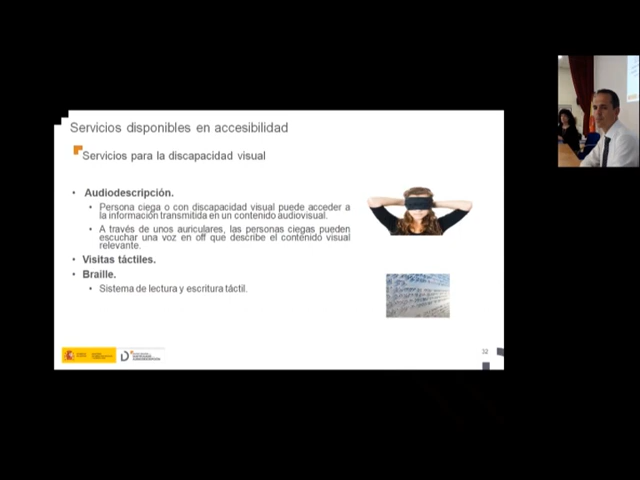 Servicios disponibles en accesibilidad
Servicios para la discapacidad visual
• Audiodescripción.
• Persona ciega o con discapacidad visual puede acceder a
la información transmitida en un contenido audiovisual.
• A través de unos auriculares, las personas ciegas pueden
escuchar una voz en off que describe el contenido visual
relevante.
• Visitas táctiles.
• Braille.
• Sistema de lectura y escritura táctil.
32